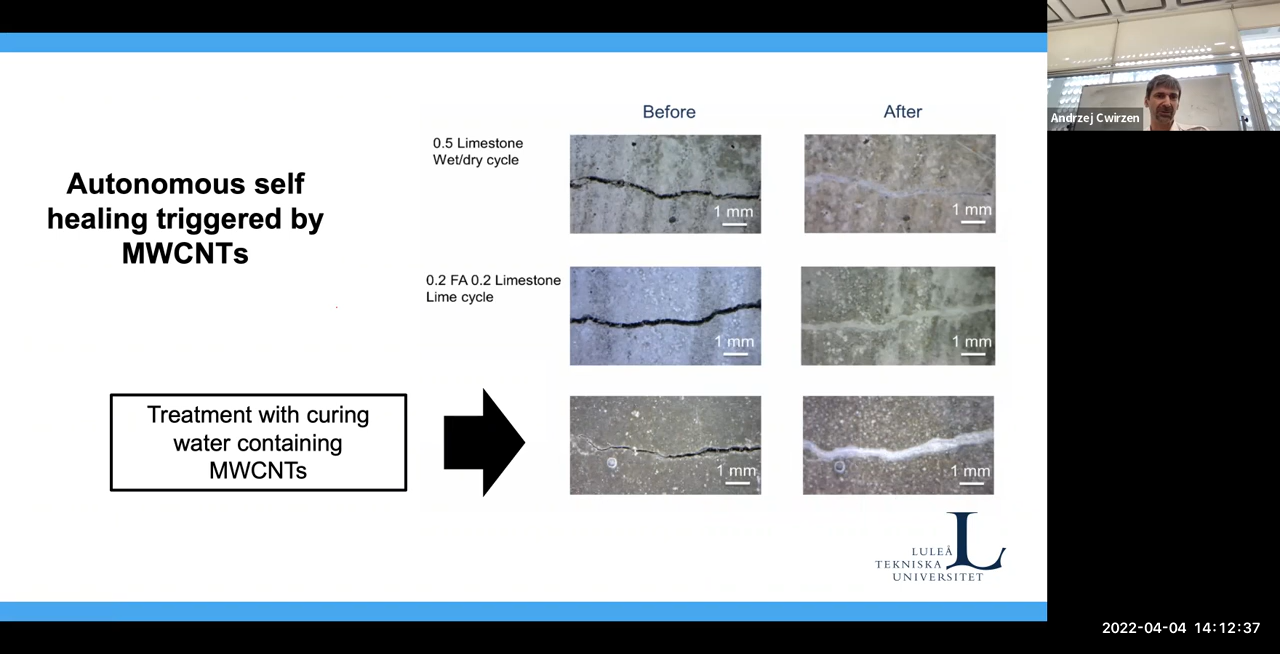 Autonomous self
healing triggered by
MWCNTs
Before
After
0.5 Limestone
Wet/dry cycle
1 mm
1 mm
0.2 FA 0.2 Limestone
Lime cycle
1 mm
1 mm
Treatment with curing
water containing
MWCNTs
1 mm
1 mm
LULEÅ
TEKNISKA
UNIVERSITET
L
Andrzej Cwirzen
2022-04-04 14:12:37